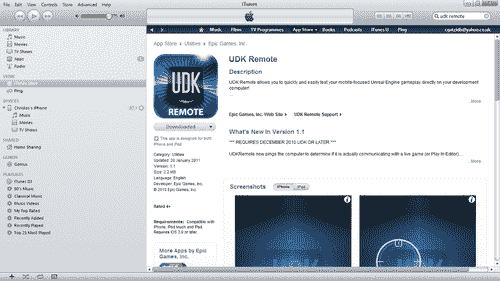 File Edit View Controls Store Advanced Help
iTunes
udk remote
LIBRARY
Music
Movies
TV Shows
Apps
Radio
STORE
iTunes Store
Ping
DEVICES
Christos's iPhone
Music
Movies
TV Shows
SHARED
Home Sharing
GENIUS
Genius
PLAYLISTS
iTunes DJ
90's Music
Classical Music
Music Videos
My Top Rated
Recently Added
Recently Played
Top 25 Most Played
Music Films TV Programmes App Store Books Podcasts iTunes U Ping
App Store > Utilities > Epic Games, Inc.
UDK
REMOTE
Downloaded
This app is designed for both
iPhone and iPad
Category: Utilities
Updated: 20 January 2011
Version: 1.1
Size: 2.2 MB
Language: English
Developer: Epic Games, Inc.
© 2010 Epic Games, Inc.
Rated 4+
Requirements: Compatible with
iPhone, iPod touch and iPad.
Requires iOS 3.0 or later.
More Apps by Epic
Games, Inc.
UDK Remote
Description
UDK Remote allows you to quickly and easily test your mobile-focused Unreal Engine gameplay directly on your development
computer!
...More
Epic Games, Inc. Web Site
UDK Remote Support
What's New in Version 1.1
*** REQUIRES DECEMBER 2010 UDK OR LATER ***
UDKRemote now pings the computer to determine if it is actually communicating with a live game (or Play In Editor)...
...More
Screenshots
iPhone iPad
UDK
UDK